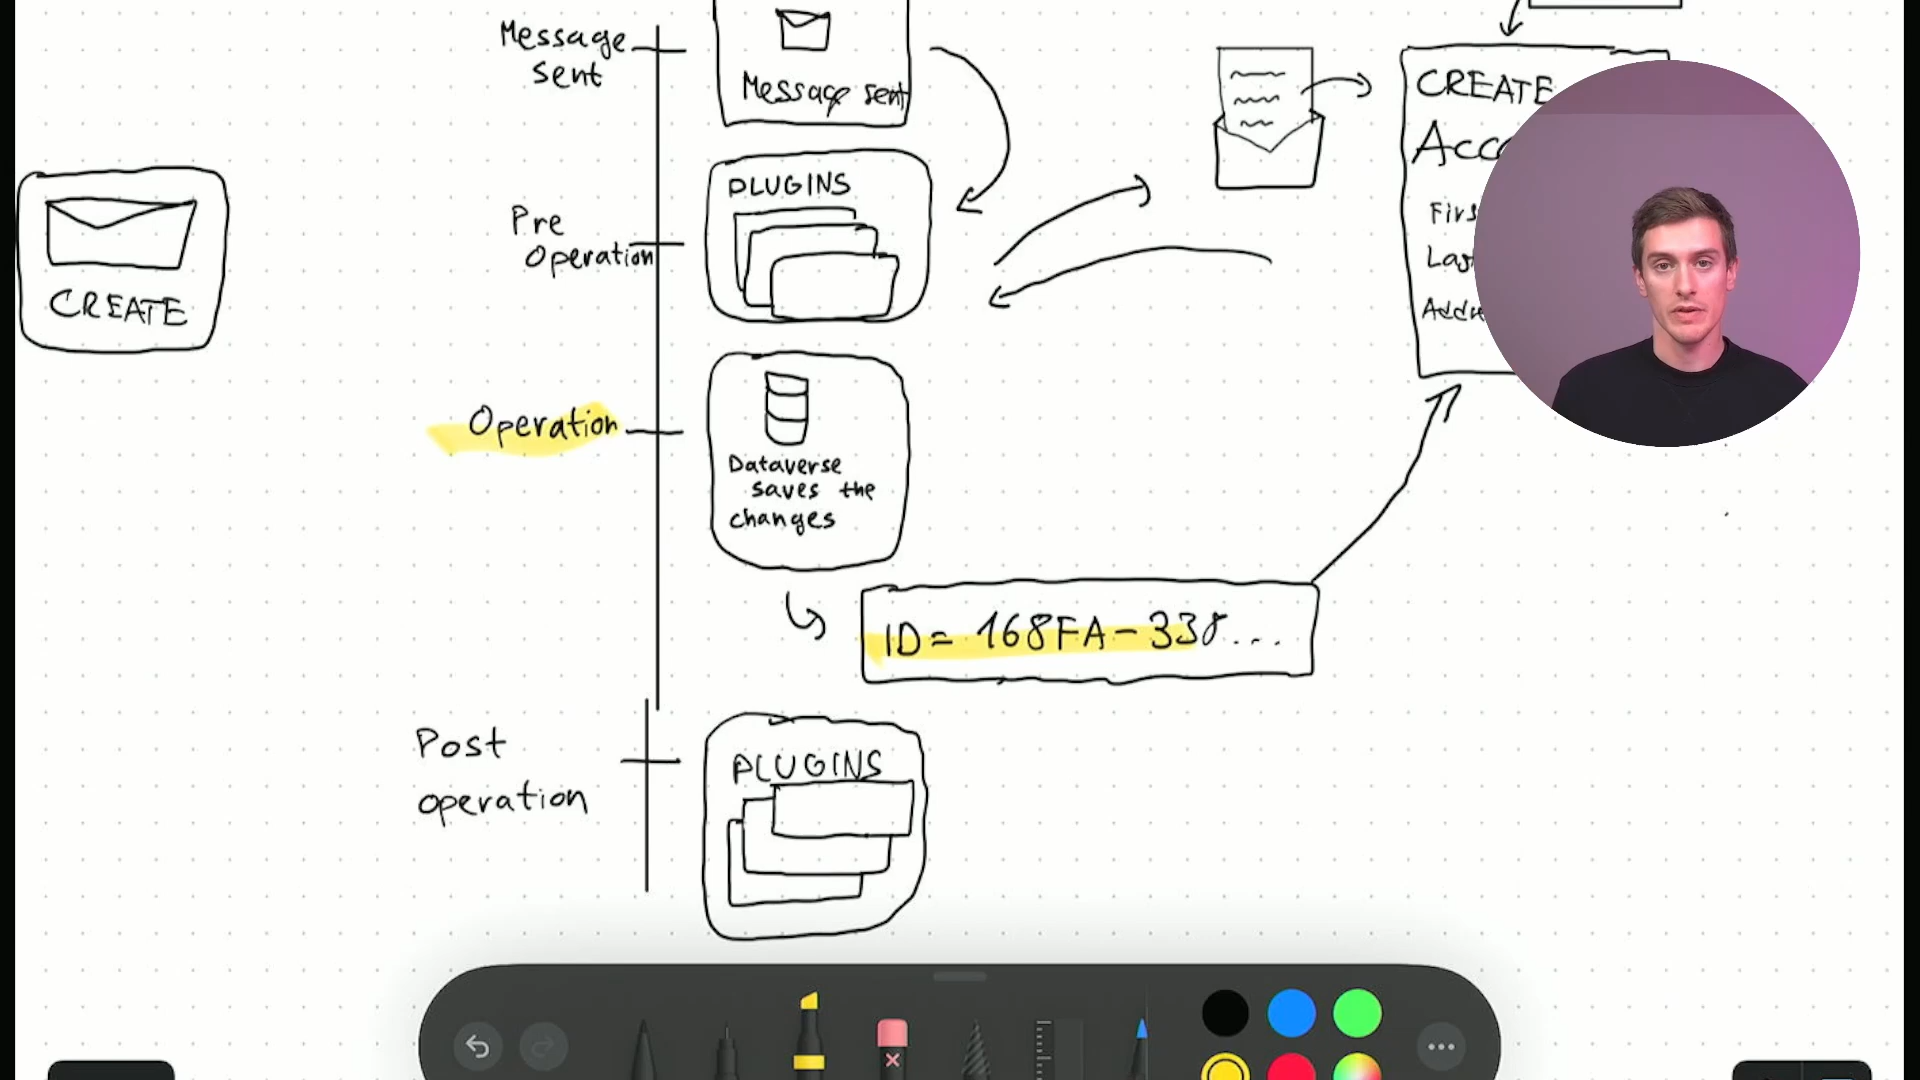 Message
sent
Message sent
CREATE
PLUGINS
Pre
Operation
CREATE
Operation
Dataverse
saves the
changes
ID = 168FA-338...
Post
operation
PLUGINS